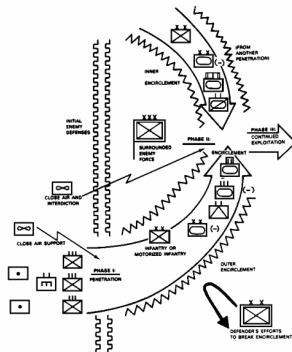 (FROM
ANOTHER
PENETRATION)
INNER
ENCIRCLEMENT
INITIAL
ENEMY
DEFENSES
PHASE II:
ENCIRCLEMENT
SURROUNDED
ENEMY
FORCE
PHASE III:
CONTINUED
EXPLOITATION
CLOSE AIR AND
INTERDICTION
CLOSE AIR SUPPORT
PHASE I:
PENETRATION
INFANTRY OR
MOTORIZED INFANTRY
OUTER
ENCIRCLEMENT
DEFENDER'S EFFORTS
TO BREAK ENCIRCLEMENT
X X
X X
(–)
X X X
(–)
X X
(–)
X X
X X
E